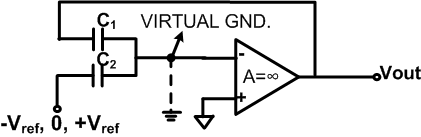 C1
VIRTUAL GND.
C2
-
A=∞
+
Vout
-Vref, 0, +Vref